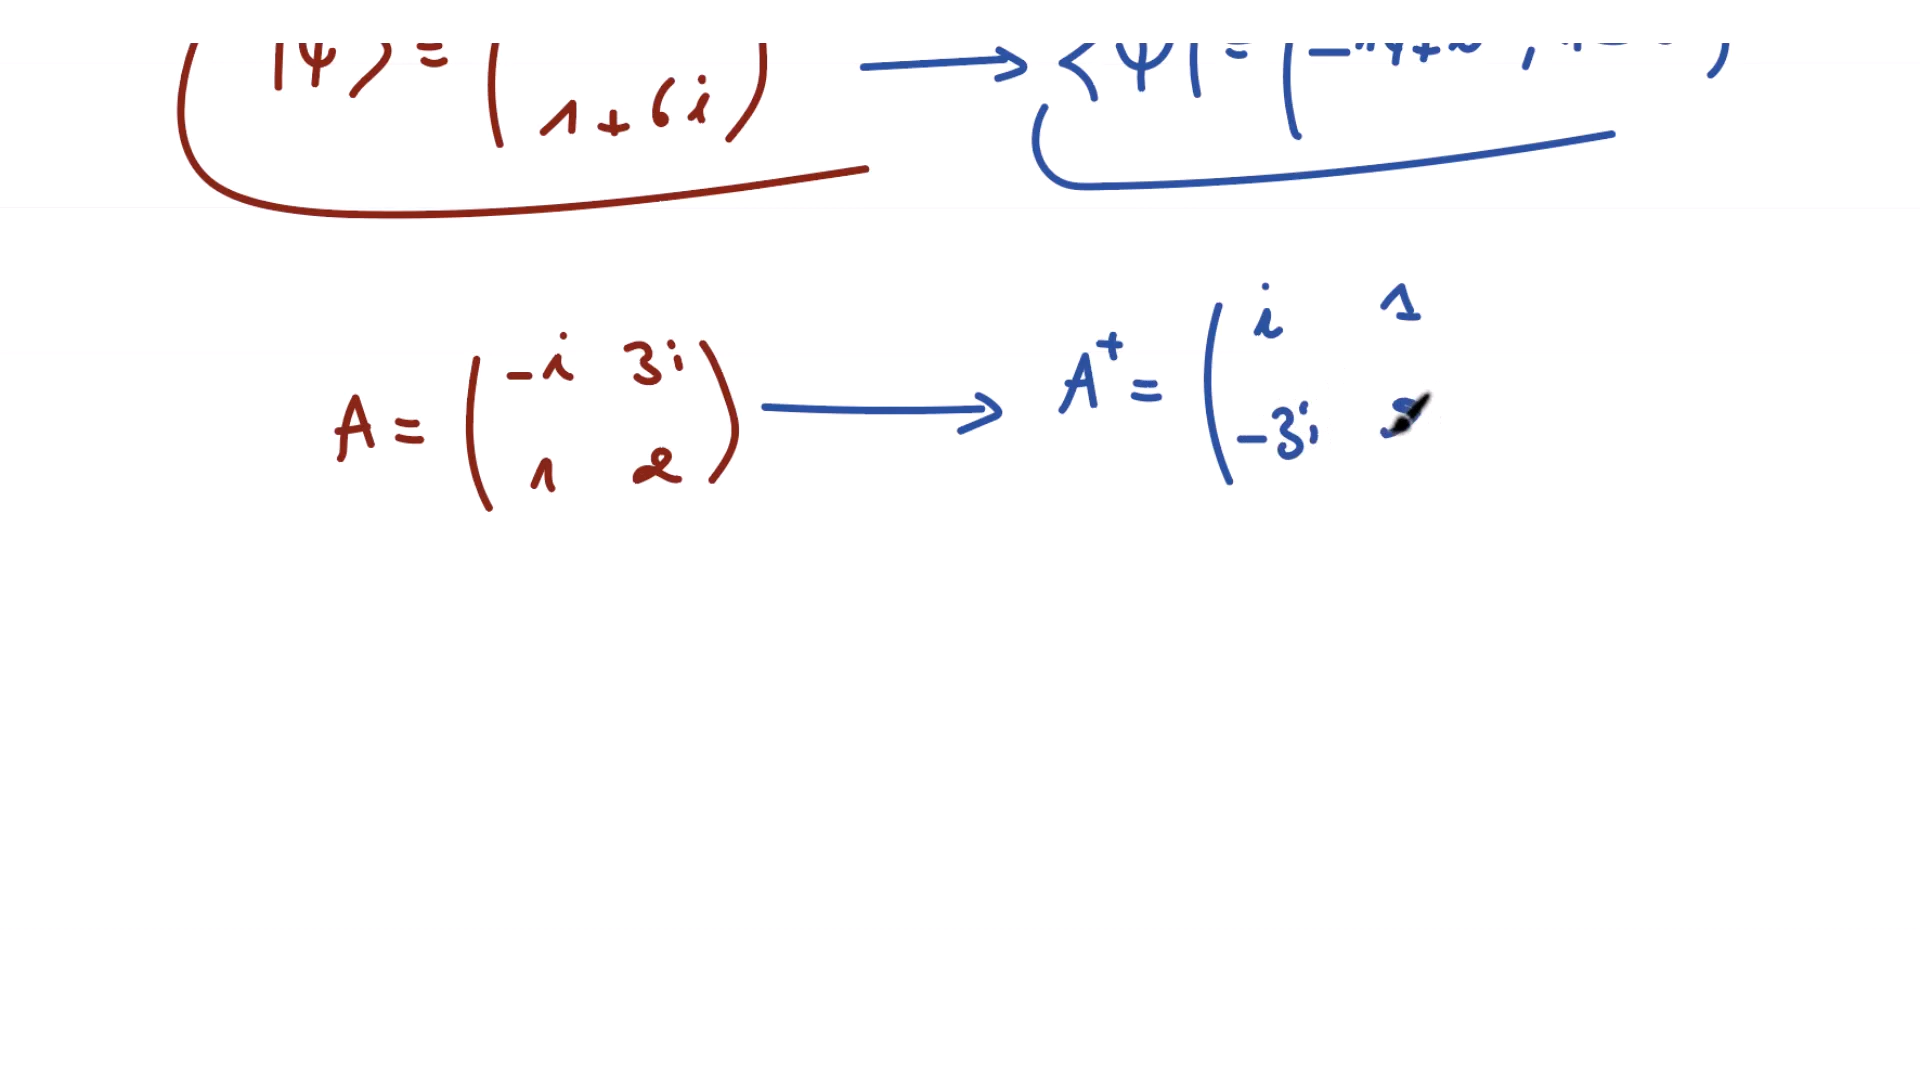 |ψ⟩ = ( 1+6i ) → ⟨ψ| = (
A = ( -i 3i
1 2 ) → A⁺ = ( i 1
-3i